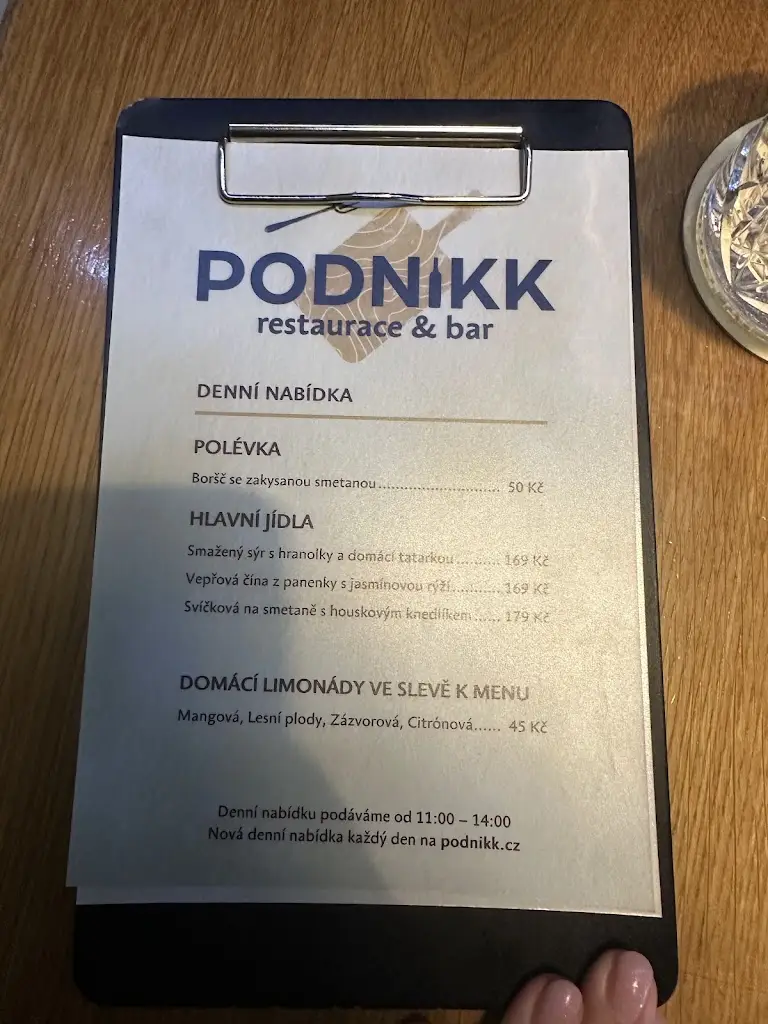 PODNIKK
restaurace & bar
DENNÍ NABÍDKA
POLÉVKA
Boršč se zakysanou smetanou............................ 50 Kč
HLAVNÍ JÍDLA
Smažený sýr s hranolky a domácí tatarkou.......... 169 Kč
Vepřová čína z panenky s jasmínovou rýží........... 169 Kč
Svíčková na smetaně s houskovým knedlíkem...... 179 Kč
DOMÁCÍ LIMONÁDY VE SLEVĚ K MENU
Mangová, Lesní plody, Zázvorová, Citrónová...... 45 Kč
Denní nabídku podáváme od 11:00 – 14:00
Nová denní nabídka každý den na podnikk.cz